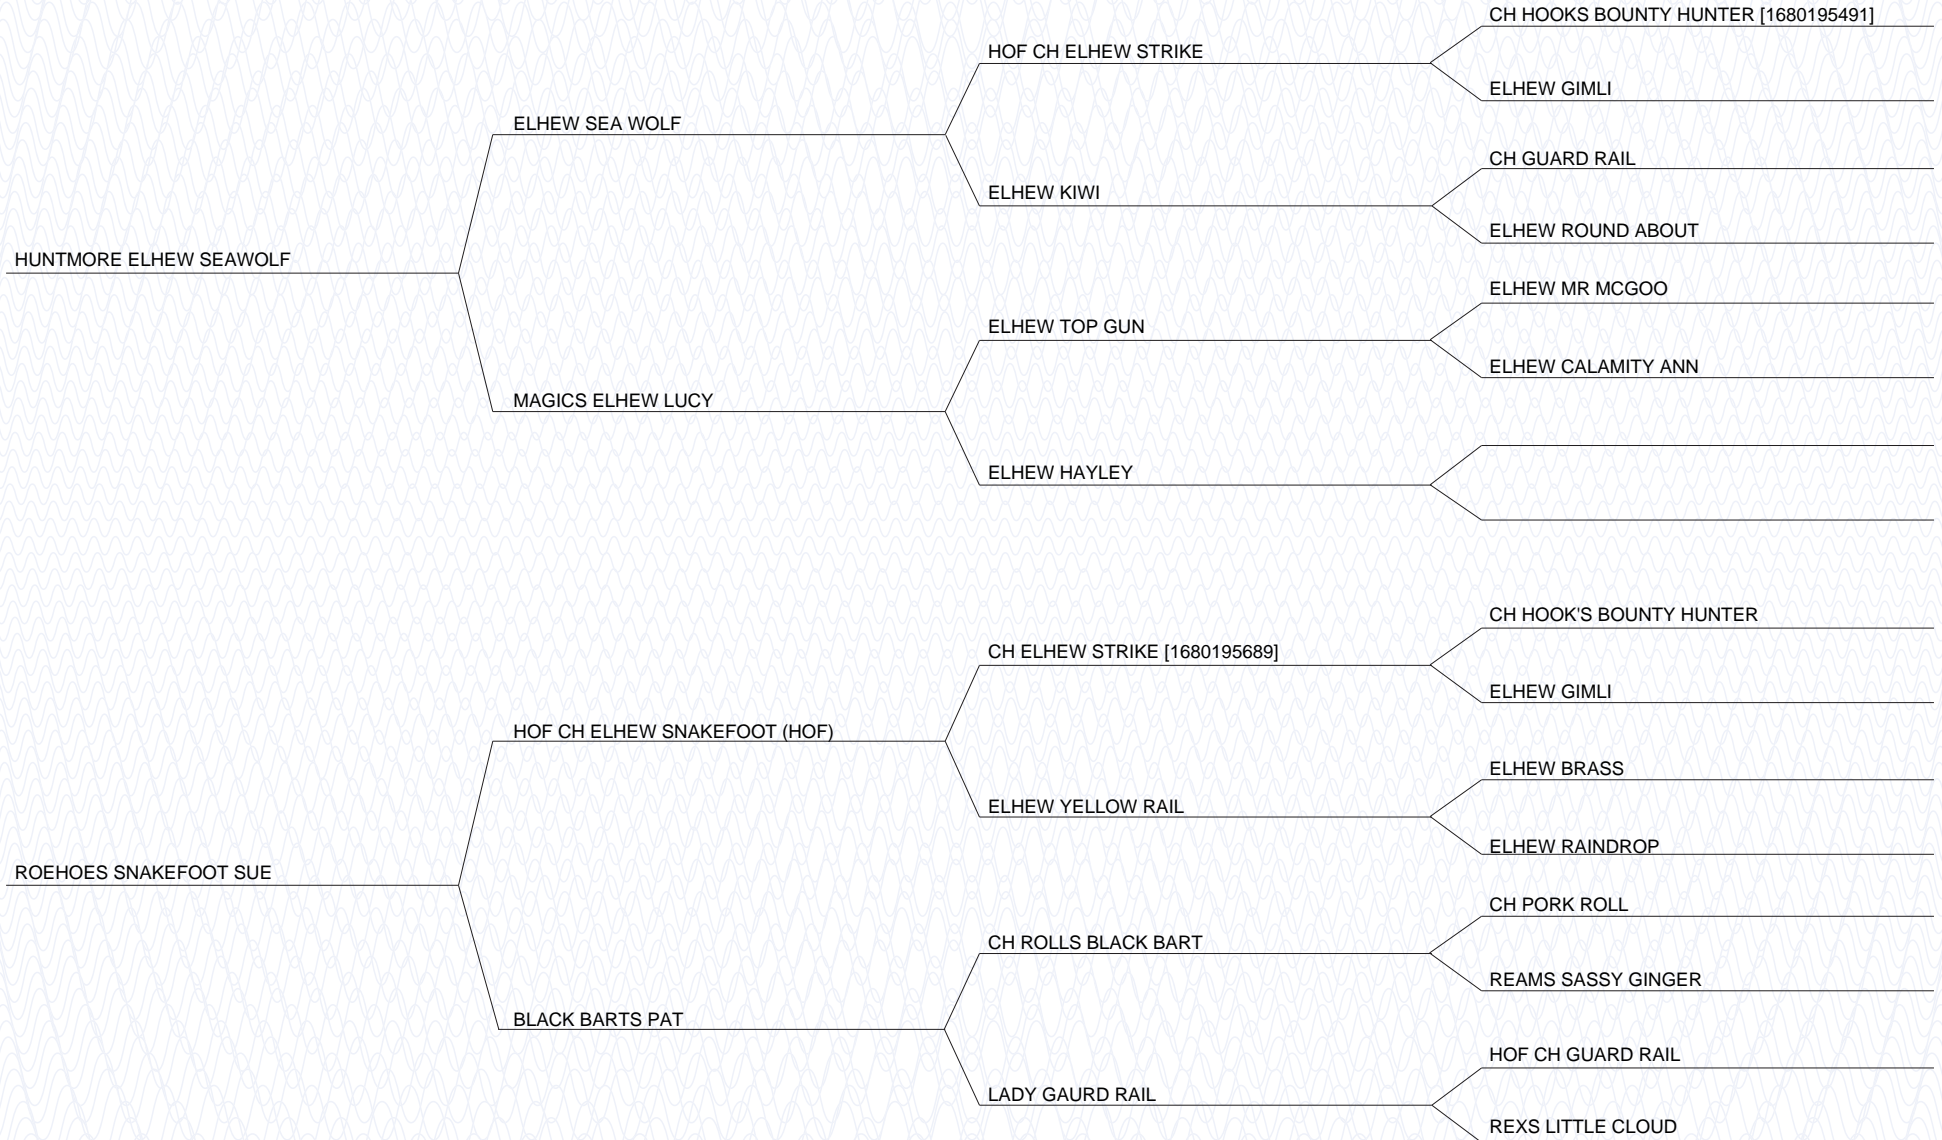 CH HOOKS BOUNTY HUNTER [1680195491]
HOF CH ELHEW STRIKE
ELHEW GIMLI
ELHEW SEA WOLF
CH GUARD RAIL
ELHEW KIWI
ELHEW ROUND ABOUT
HUNTMORE ELHEW SEAWOLF
ELHEW MR MCGOO
ELHEW TOP GUN
ELHEW CALAMITY ANN
MAGICS ELHEW LUCY
ELHEW HAYLEY
CH HOOK'S BOUNTY HUNTER
CH ELHEW STRIKE [1680195689]
ELHEW GIMLI
HOF CH ELHEW SNAKEFOOT (HOF)
ELHEW BRASS
ELHEW YELLOW RAIL
ELHEW RAINDROP
ROEHOES SNAKEFOOT SUE
CH PORK ROLL
CH ROLLS BLACK BART
REAMS SASSY GINGER
BLACK BARTS PAT
HOF CH GUARD RAIL
LADY GAURD RAIL
REXS LITTLE CLOUD